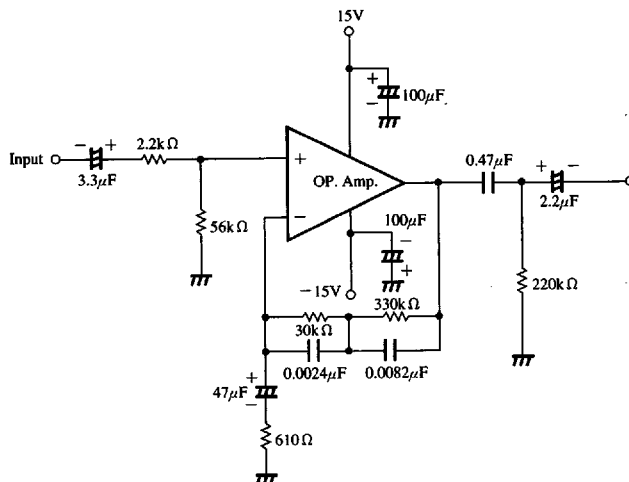 15V
+
−
100μF
Input
−
+
3.3μF
2.2kΩ
56kΩ
+
OP. Amp.
−
100μF
−
+
−15V
0.47μF
+
−
2.2μF
220kΩ
30kΩ
330kΩ
0.0024μF
0.0082μF
+
47μF
−
610Ω